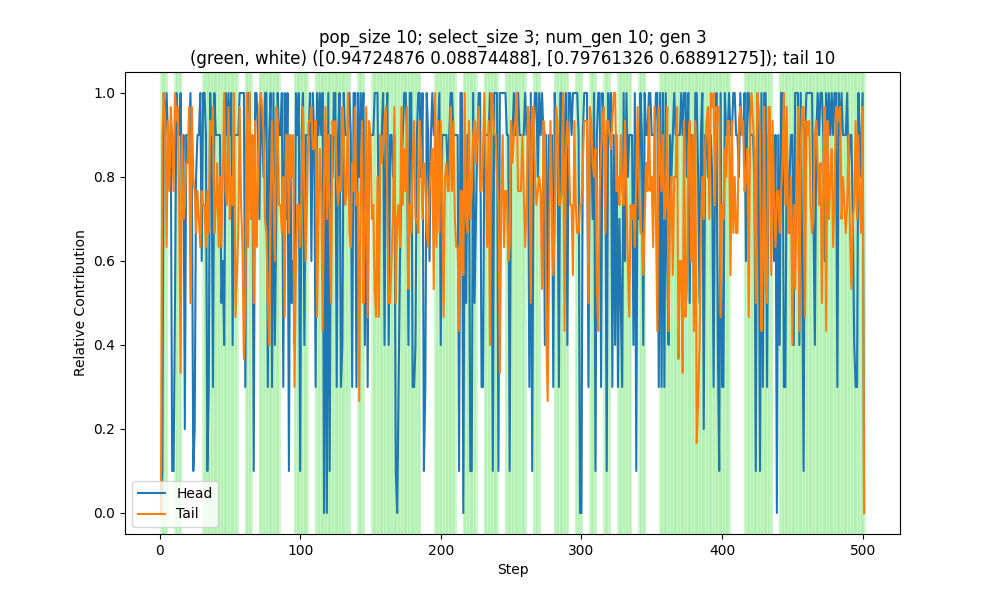 pop_size 10; select_size 3; num_gen 10; gen 3
(green, white) ([0.94724876 0.08874488], [0.79761326 0.68891275]); tail 10
Relative Contribution
1.0
0.8
0.6
0.4
0.2
0.0
Head
Tail
0 100 200 300 400 500
Step